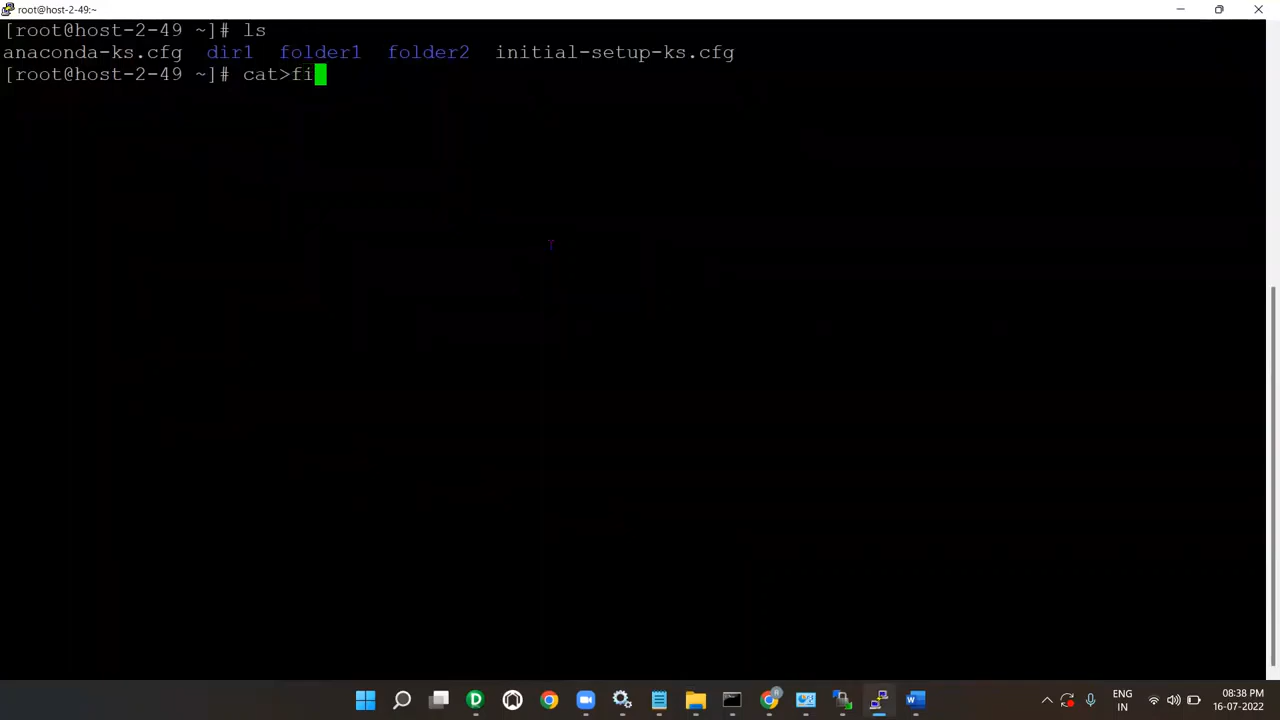 root@host-2-49:~
[root@host-2-49 ~]# ls
anaconda-ks.cfg  dir1  folder1  folder2  initial-setup-ks.cfg
[root@host-2-49 ~]# cat>fi
ENG
IN
08:38 PM
16-07-2022